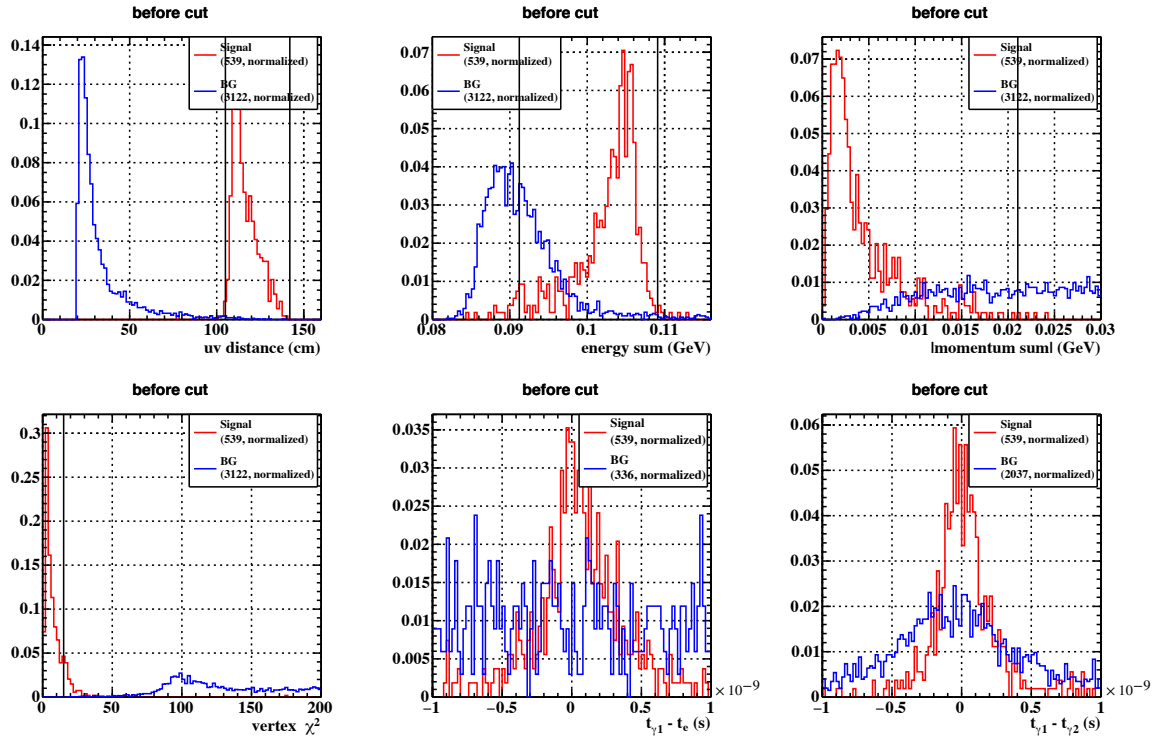 before cut
0.14
0.12
0.1
0.08
0.06
0.04
0.02
0
0 50 100 150
uv distance (cm)
Signal
(539, normalized)
BG
(3122, normalized)
before cut
0.07
0.06
0.05
0.04
0.03
0.02
0.01
0
0.08 0.09 0.1 0.11
energy sum (GeV)
Signal
(539, normalized)
BG
(3122, normalized)
before cut
0.07
0.06
0.05
0.04
0.03
0.02
0.01
0
0 0.005 0.01 0.015 0.02 0.025 0.03
|momentum sum| (GeV)
Signal
(539, normalized)
BG
(3122, normalized)
before cut
0.3
0.25
0.2
0.15
0.1
0.05
0
0 50 100 150 200
vertex χ²
Signal
(539, normalized)
BG
(3122, normalized)
before cut
0.035
0.03
0.025
0.02
0.015
0.01
0.005
0
−1 −0.5 0 0.5 1
×10⁻⁹
tγ1 - te (s)
Signal
(539, normalized)
BG
(336, normalized)
before cut
0.06
0.05
0.04
0.03
0.02
0.01
0
−1 −0.5 0 0.5 1
×10⁻⁹
tγ1 - tγ2 (s)
Signal
(539, normalized)
BG
(2037, normalized)